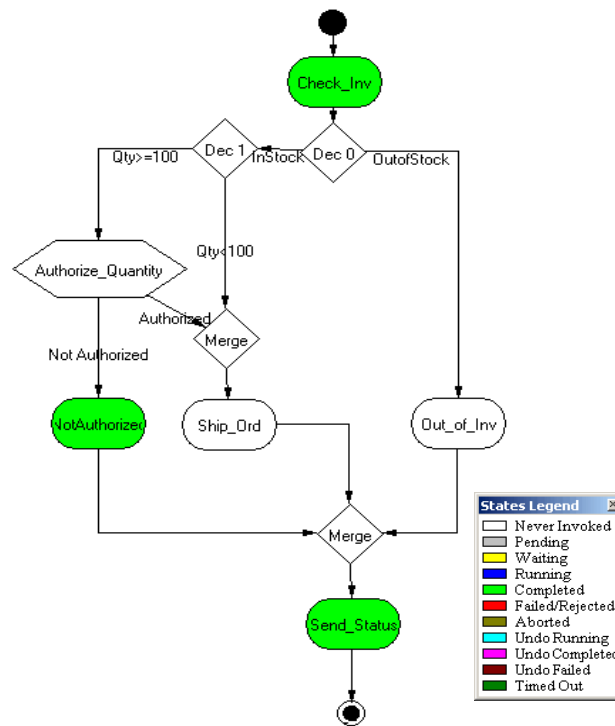 Check_Inv
Dec 1
Dec 0
Qty>=100
InStock
OutofStock
Qty<100
Authorize_Quantity
Authorized
Merge
Not Authorized
NotAuthorized
Ship_Ord
Out_of_Inv
Merge
Send_Status
States Legend
Never Invoked
Pending
Waiting
Running
Completed
Failed/Rejected
Aborted
Undo Running
Undo Completed
Undo Failed
Timed Out